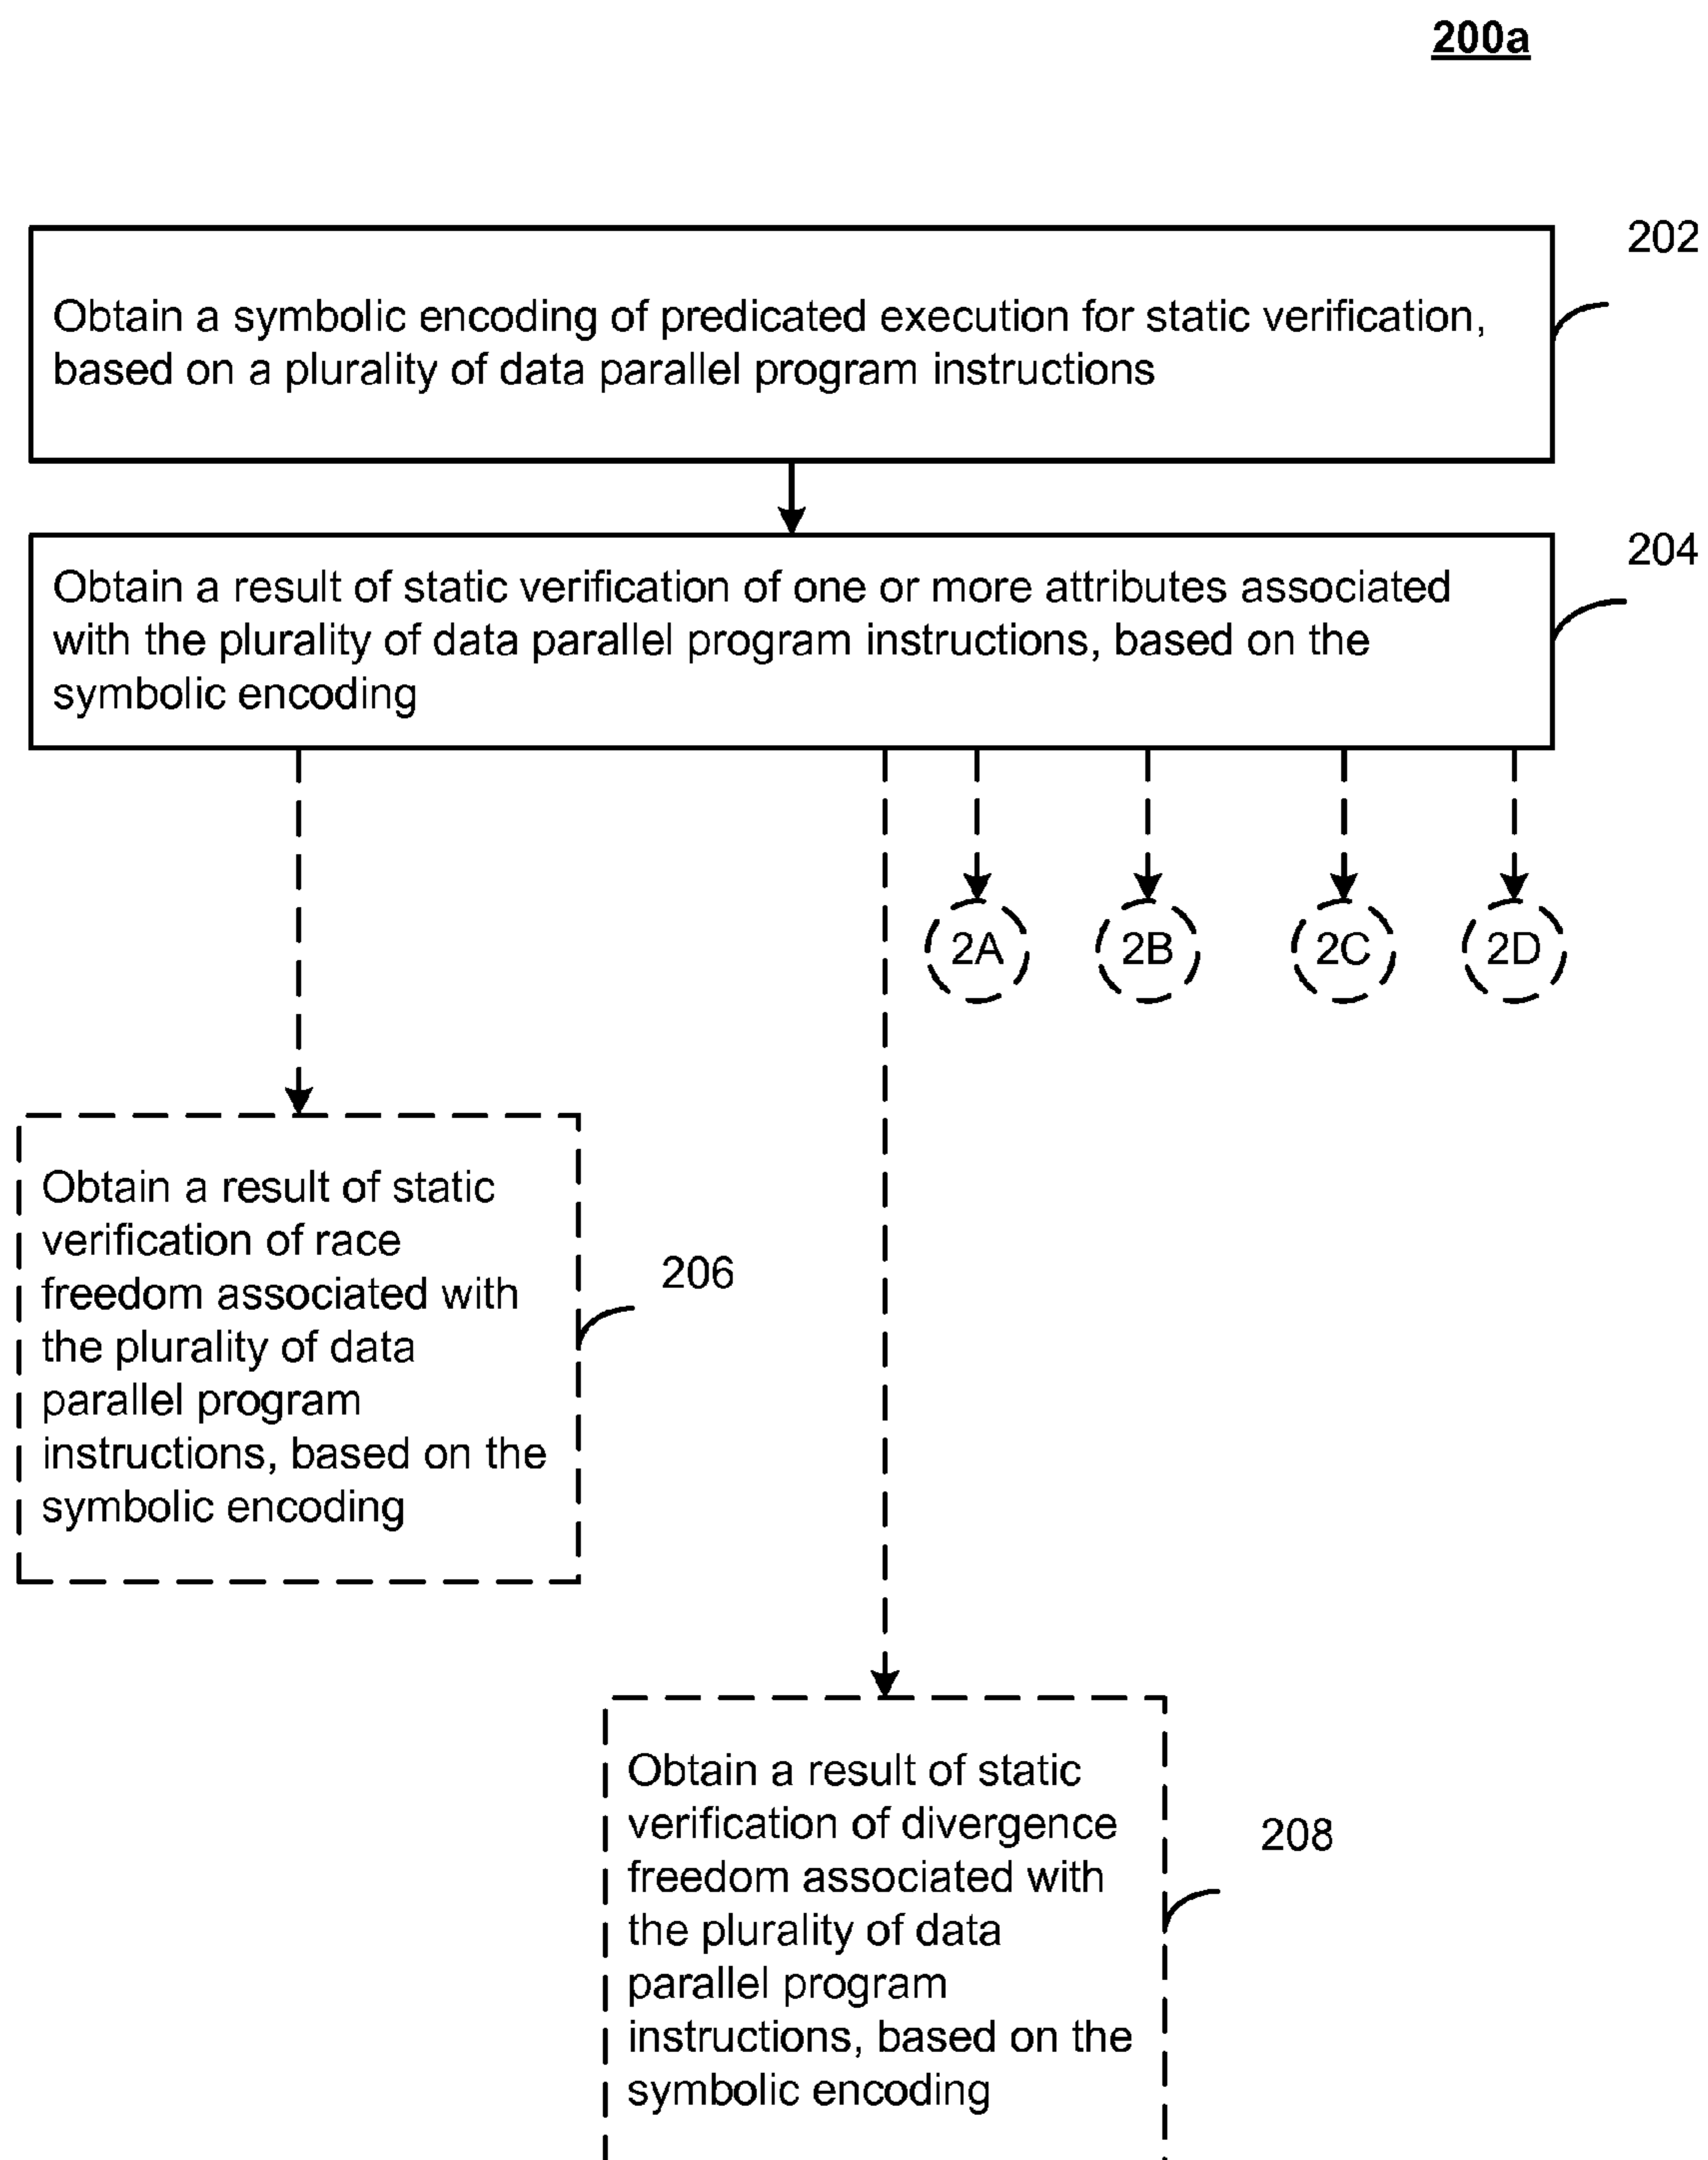 200a
202
Obtain a symbolic encoding of predicated execution for static verification,
based on a plurality of data parallel program instructions
204
Obtain a result of static verification of one or more attributes associated
with the plurality of data parallel program instructions, based on the
symbolic encoding
2A
2B
2C
2D
Obtain a result of static
verification of race
freedom associated with
the plurality of data
parallel program
instructions, based on the
symbolic encoding
206
Obtain a result of static
verification of divergence
freedom associated with
the plurality of data
parallel program
instructions, based on the
symbolic encoding
208